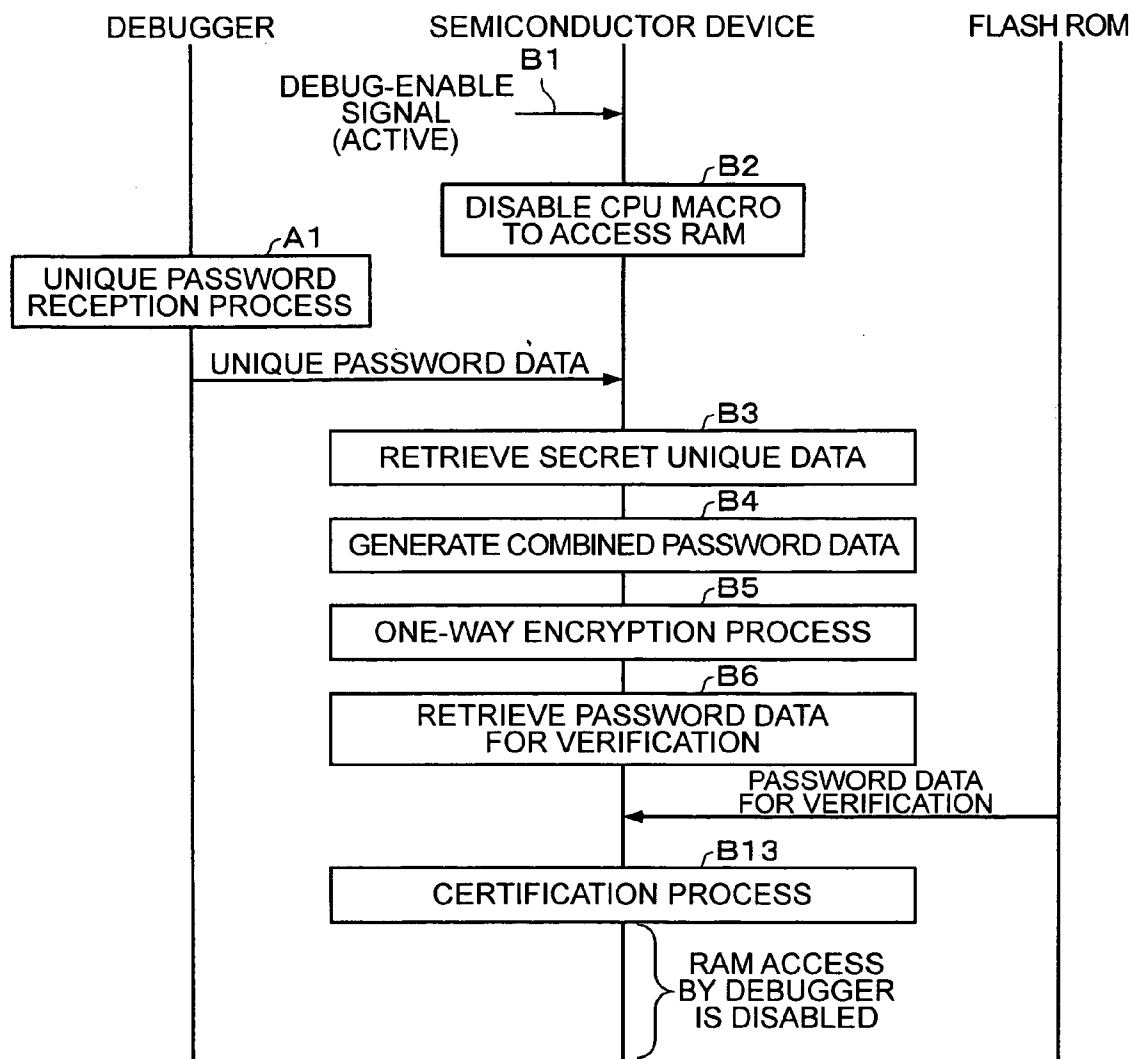 DEBUGGER
SEMICONDUCTOR DEVICE
FLASH ROM
B1
DEBUG-ENABLE
SIGNAL
(ACTIVE)
B2
DISABLE CPU MACRO
TO ACCESS RAM
A1
UNIQUE PASSWORD
RECEPTION PROCESS
UNIQUE PASSWORD DATA
B3
RETRIEVE SECRET UNIQUE DATA
B4
GENERATE COMBINED PASSWORD DATA
B5
ONE-WAY ENCRYPTION PROCESS
B6
RETRIEVE PASSWORD DATA
FOR VERIFICATION
PASSWORD DATA
FOR VERIFICATION
B13
CERTIFICATION PROCESS
RAM ACCESS
BY DEBUGGER
IS DISABLED